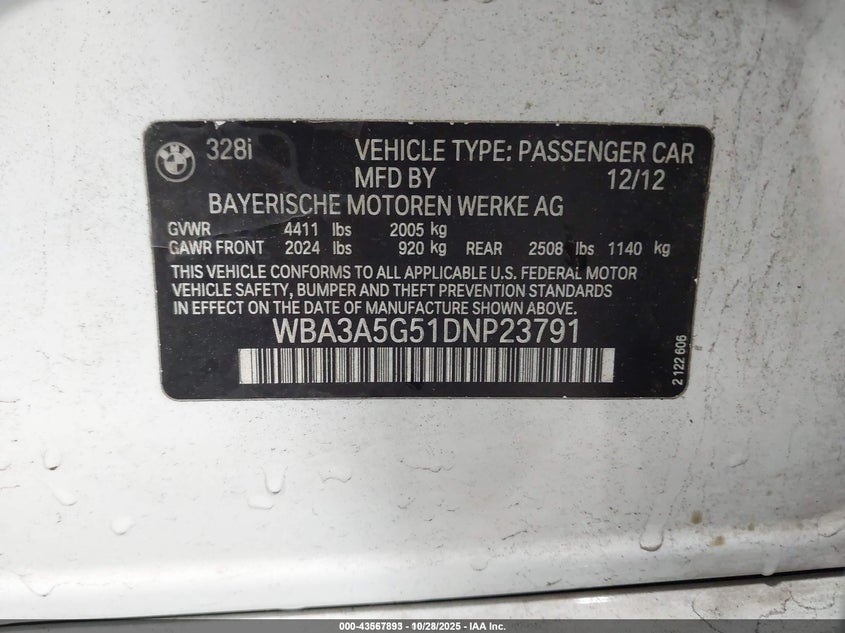 BMW
328i VEHICLE TYPE: PASSENGER CAR
MFD BY 12/12
BAYERISCHE MOTOREN WERKE AG
GVWR 4411 lbs 2005 kg
GAWR FRONT 2024 lbs 920 kg REAR 2508 lbs 1140 kg
THIS VEHICLE CONFORMS TO ALL APPLICABLE U.S. FEDERAL MOTOR
VEHICLE SAFETY, BUMPER AND THEFT PREVENTION STANDARDS
IN EFFECT ON THE DATE OF MANUFACTURE SHOWN ABOVE.
WBA3A5G51DNP23791
2 122 606
000-43567893 - 10/28/2025 - IAA Inc.